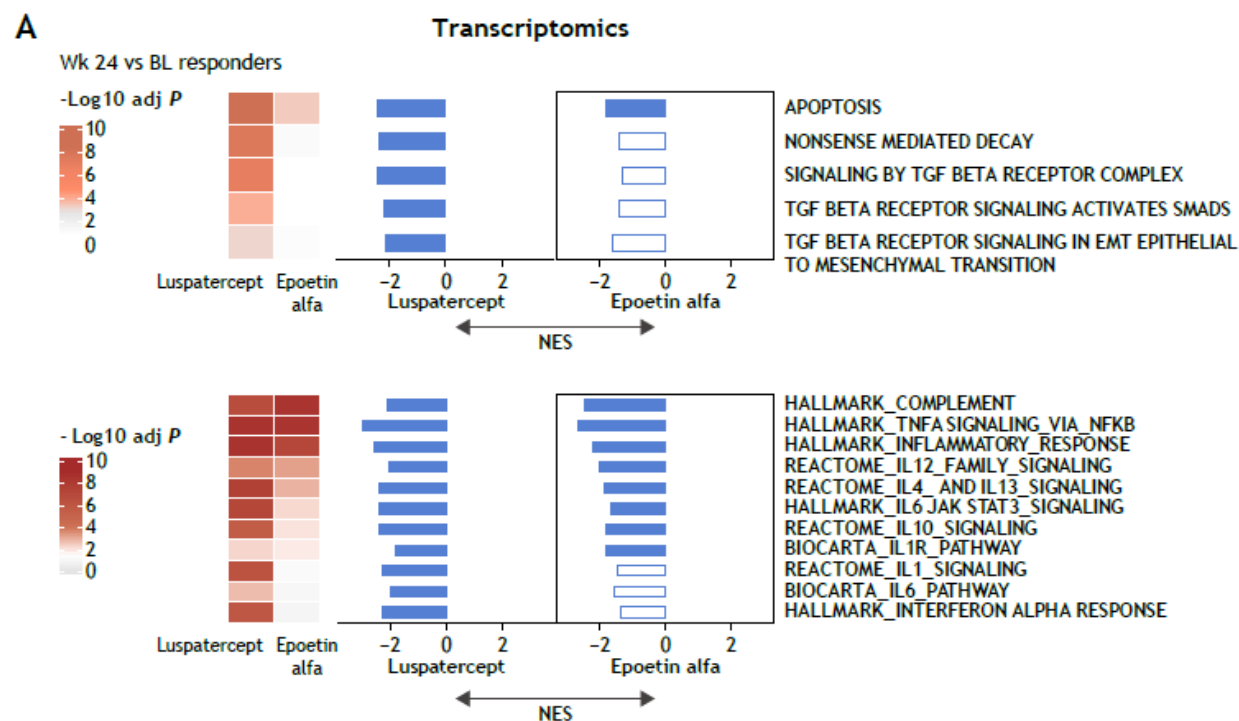 A
Transcriptomics
Wk 24 vs BL responders
-Log10 adj P
10
8
6
4
2
0
Luspatercept
Epoetin
alfa
−2 0 2
Luspatercept
−2 0 2
Epoetin alfa
NES
APOPTOSIS
NONSENSE MEDIATED DECAY
SIGNALING BY TGF BETA RECEPTOR COMPLEX
TGF BETA RECEPTOR SIGNALING ACTIVATES SMADS
TGF BETA RECEPTOR SIGNALING IN EMT EPITHELIAL
TO MESENCHYMAL TRANSITION
- Log10 adj P
10
8
6
4
2
0
Luspatercept
Epoetin
alfa
−2 0 2
Luspatercept
−2 0 2
Epoetin alfa
NES
HALLMARK_COMPLEMENT
HALLMARK_TNFA SIGNALING_VIA_NFKB
HALLMARK_INFLAMMATORY_RESPONSE
REACTOME_IL12_FAMILY_SIGNALING
REACTOME_IL4_ AND IL13_SIGNALING
HALLMARK_IL6 JAK STAT3_SIGNALING
REACTOME_IL10_SIGNALING
BIOCARTA_IL1R_PATHWAY
REACTOME_IL1_SIGNALING
BIOCARTA_IL6_PATHWAY
HALLMARK_INTERFERON ALPHA RESPONSE